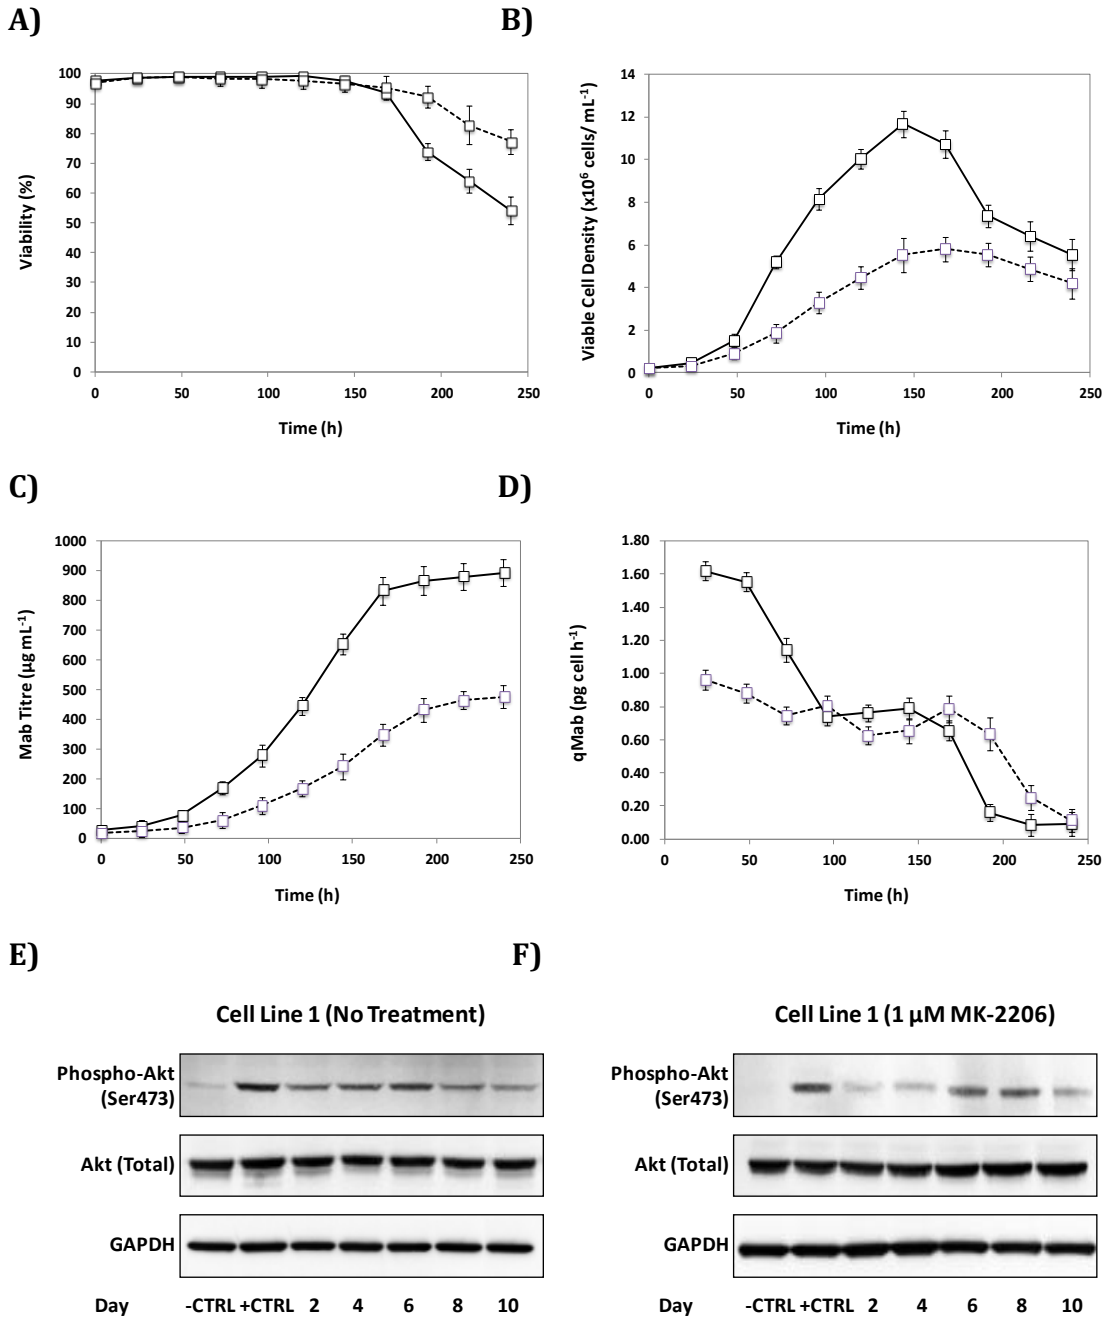 A)
B)
100
90
80
70
60
50
40
30
20
10
0
Viability (%)
0 50 100 150 200 250
Time (h)
14
12
10
8
6
4
2
0
Viable Cell Density (x10⁶ cells/ mL⁻¹)
0 50 100 150 200 250
Time (h)
C)
D)
1000
900
800
700
600
500
400
300
200
100
0
Mab Titre (µg mL⁻¹)
0 50 100 150 200 250
Time (h)
1.80
1.60
1.40
1.20
1.00
0.80
0.60
0.40
0.20
0.00
qMab (pg cell h⁻¹)
0 50 100 150 200 250
Time (h)
E)
F)
Cell Line 1 (No Treatment)
Phospho-Akt
(Ser473)
Akt (Total)
GAPDH
Day -CTRL +CTRL 2 4 6 8 10
Cell Line 1 (1 µM MK-2206)
Phospho-Akt
(Ser473)
Akt (Total)
GAPDH
Day -CTRL +CTRL 2 4 6 8 10